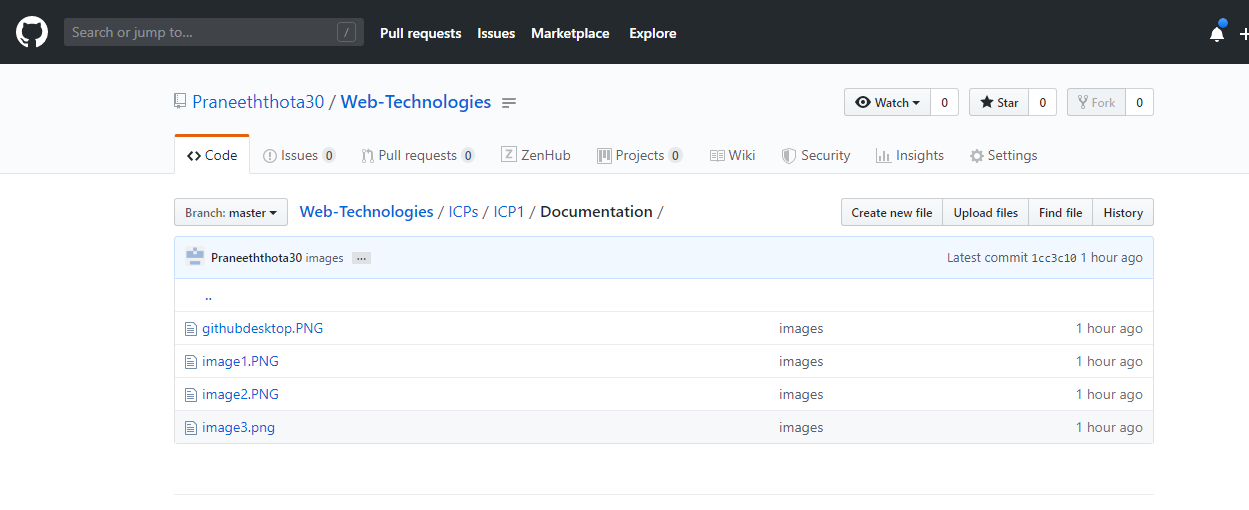 Search or jump to... / Pull requests Issues Marketplace Explore
Praneeththota30 / Web-Technologies Watch 0 Star 0 Fork 0
Code Issues 0 Pull requests 0 Z ZenHub Projects 0 Wiki Security Insights Settings
Branch: master Web-Technologies / ICPs / ICP1 / Documentation / Create new file Upload files Find file History
Praneeththota30 images ... Latest commit 1cc3c10 1 hour ago
..
githubdesktop.PNG images 1 hour ago
image1.PNG images 1 hour ago
image2.PNG images 1 hour ago
image3.png images 1 hour ago